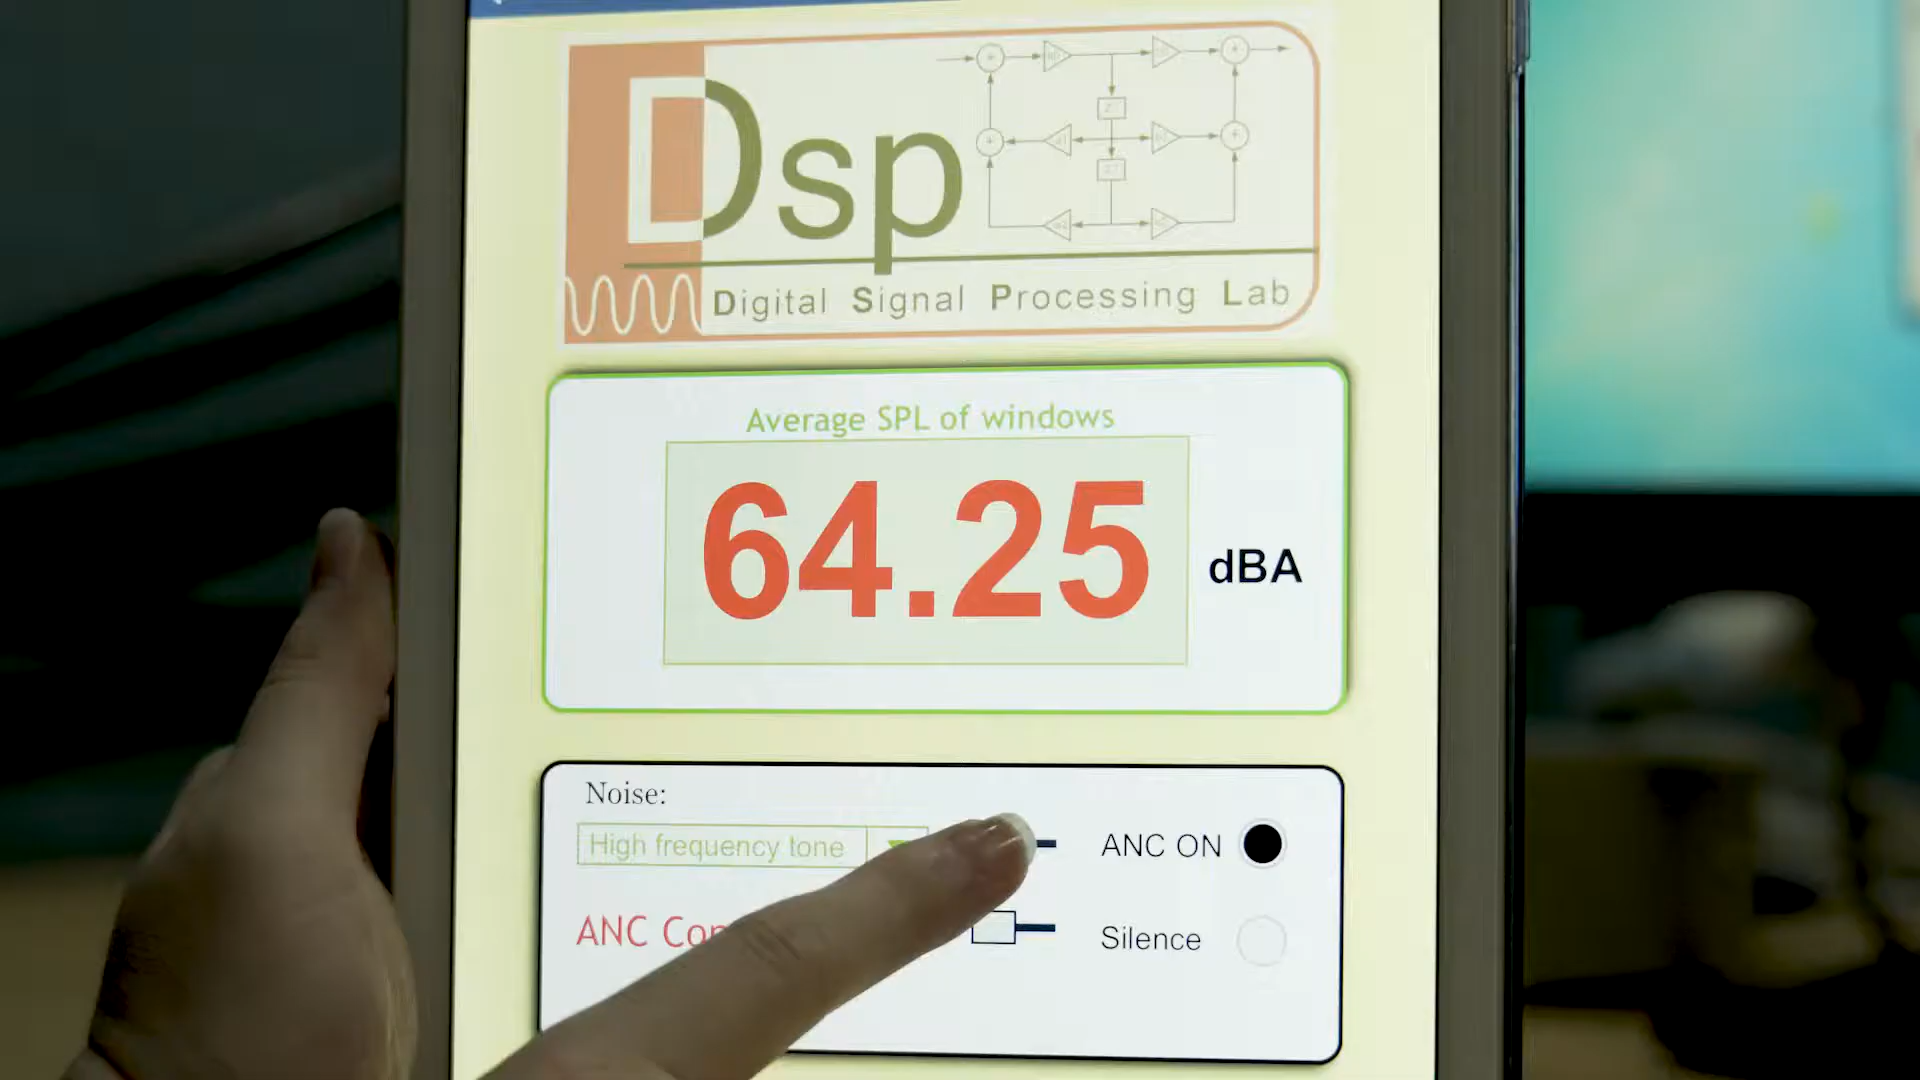 Dsp
Digital Signal Processing Lab
Average SPL of windows
64.25
dBA
Noise:
High frequency tone
ANC ON
ANC
Silence